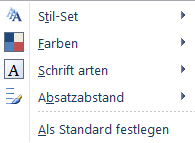 Stil-Set
Farben
Schrift arten
Absatzabstand
Als Standard festlegen